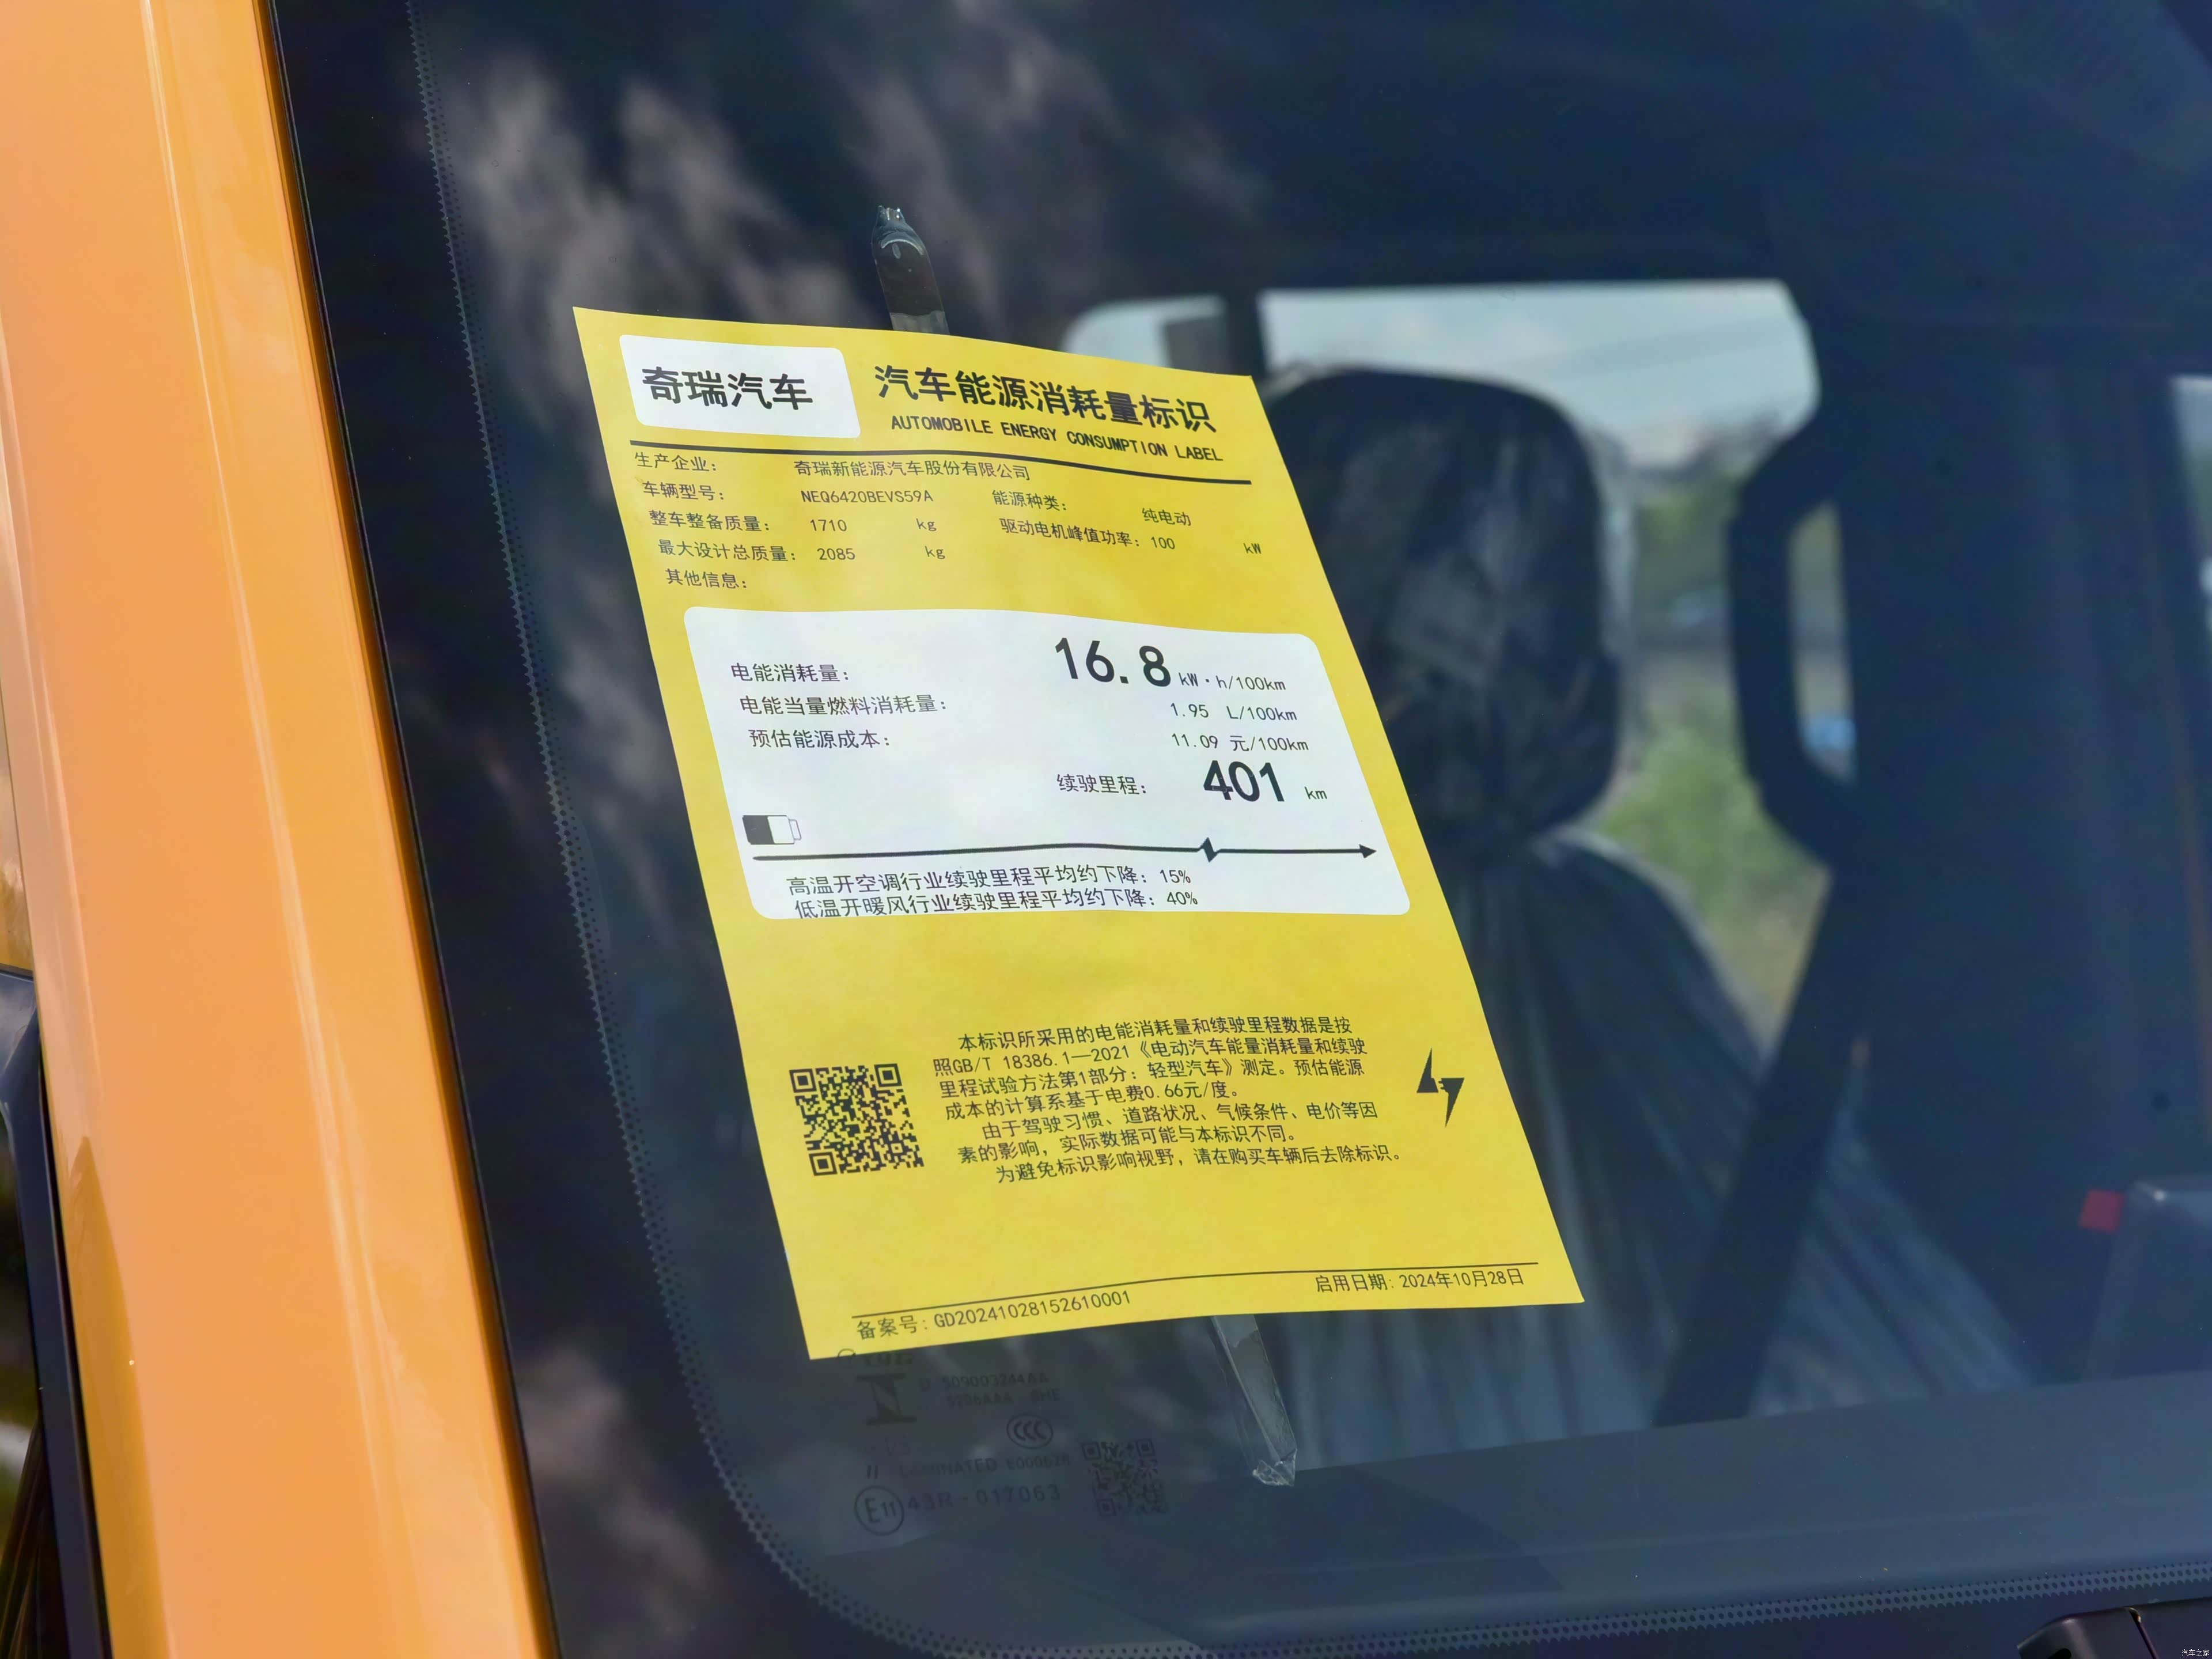 奇瑞汽车
汽车能源消耗量标识
AUTOMOBILE ENERGY CONSUMPTION LABEL
生产企业: 奇瑞新能源汽车股份有限公司
车辆型号: NEQ6420BEVS59A 能源种类: 纯电动
整车整备质量: 1710 kg 驱动电机峰值功率: 100 kW
最大设计总质量: 2085 kg
其他信息:
电能消耗量: 16.8 kW·h/100km
电能当量燃料消耗量: 1.95 L/100km
预估能源成本: 11.09 元/100km
续驶里程: 401 km
高温开空调行业续驶里程平均约下降: 15%
低温开暖风行业续驶里程平均约下降: 40%
本标识所采用的电能消耗量和续驶里程数据是按
照GB/T 18386.1—2021《电动汽车能量消耗量和续驶
里程试验方法第1部分: 轻型汽车》测定。预估能源
成本的计算系基于电费0.66元/度。
由于驾驶习惯、道路状况、气候条件、电价等因
素的影响, 实际数据可能与本标识不同。
为避免标识影响视野, 请在购买车辆后去除标识。
备案号: GD20241028152610001
启用日期: 2024年10月28日
CCC
E11 43R-017063
汽车之家